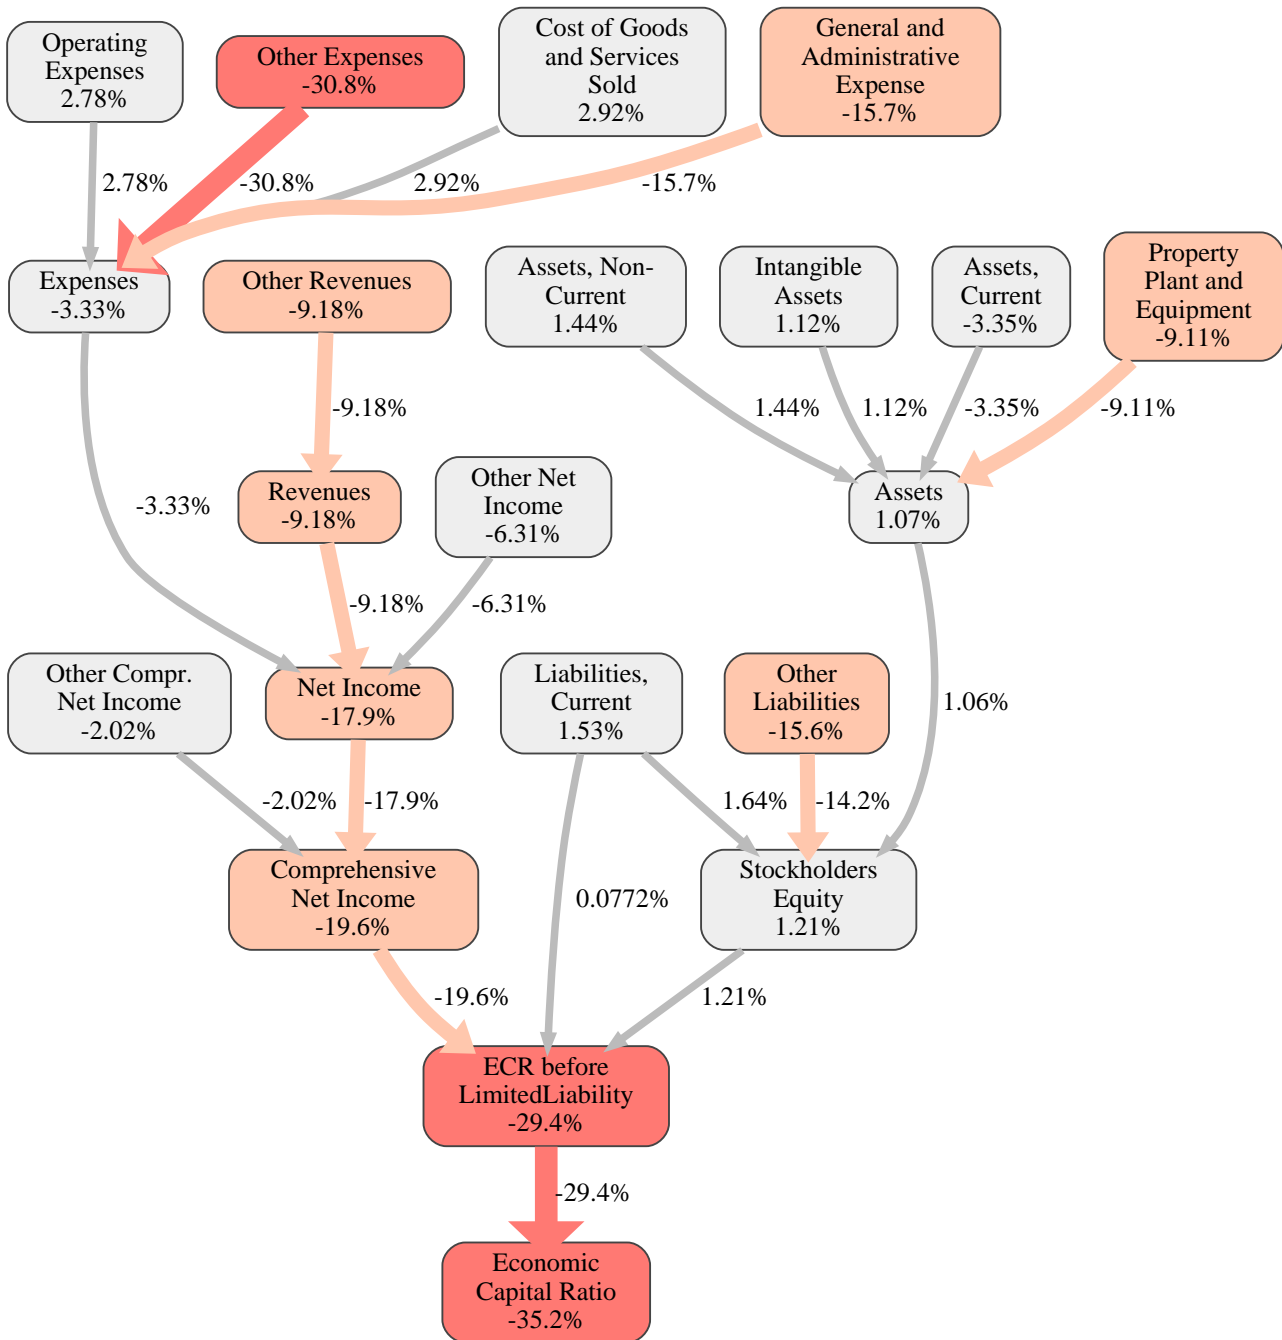 Operating
Expenses
2.78%
Other Expenses
-30.8%
Cost of Goods
and Services
Sold
2.92%
General and
Administrative
Expense
-15.7%
2.78%
-30.8%
2.92%
-15.7%
Expenses
-3.33%
Other Revenues
-9.18%
Assets, Non-
Current
1.44%
Intangible
Assets
1.12%
Assets,
Current
-3.35%
Property
Plant and
Equipment
-9.11%
-9.18%
1.44%
1.12%
-3.35%
-9.11%
-3.33%
Revenues
-9.18%
Other Net
Income
-6.31%
Assets
1.07%
-9.18%
-6.31%
Other Compr.
Net Income
-2.02%
Net Income
-17.9%
Liabilities,
Current
1.53%
Other
Liabilities
-15.6%
1.06%
-2.02%
-17.9%
1.64%
-14.2%
Comprehensive
Net Income
-19.6%
0.0772%
Stockholders
Equity
1.21%
-19.6%
1.21%
ECR before
LimitedLiability
-29.4%
-29.4%
Economic
Capital Ratio
-35.2%